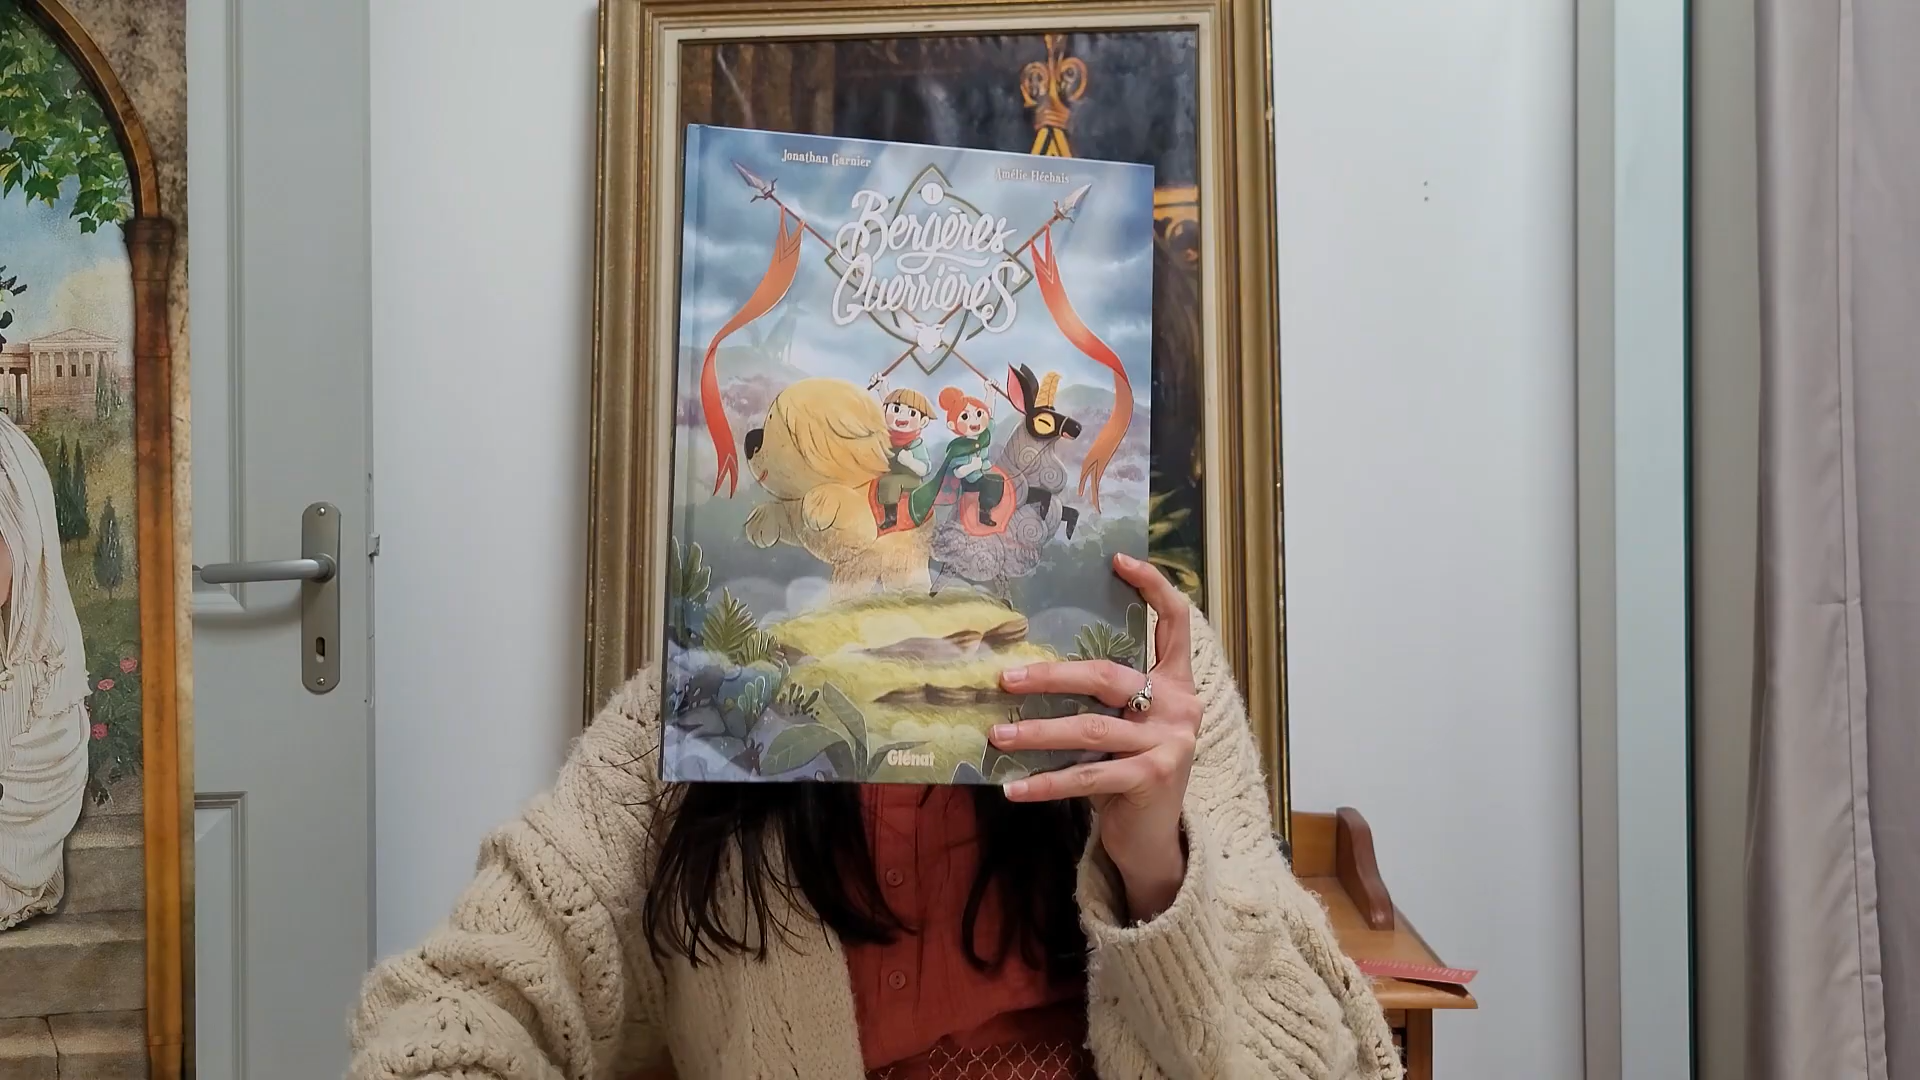 Jonathan Garnier
Amélie Fléchais
1
Bergères
Guerrières
Glénat